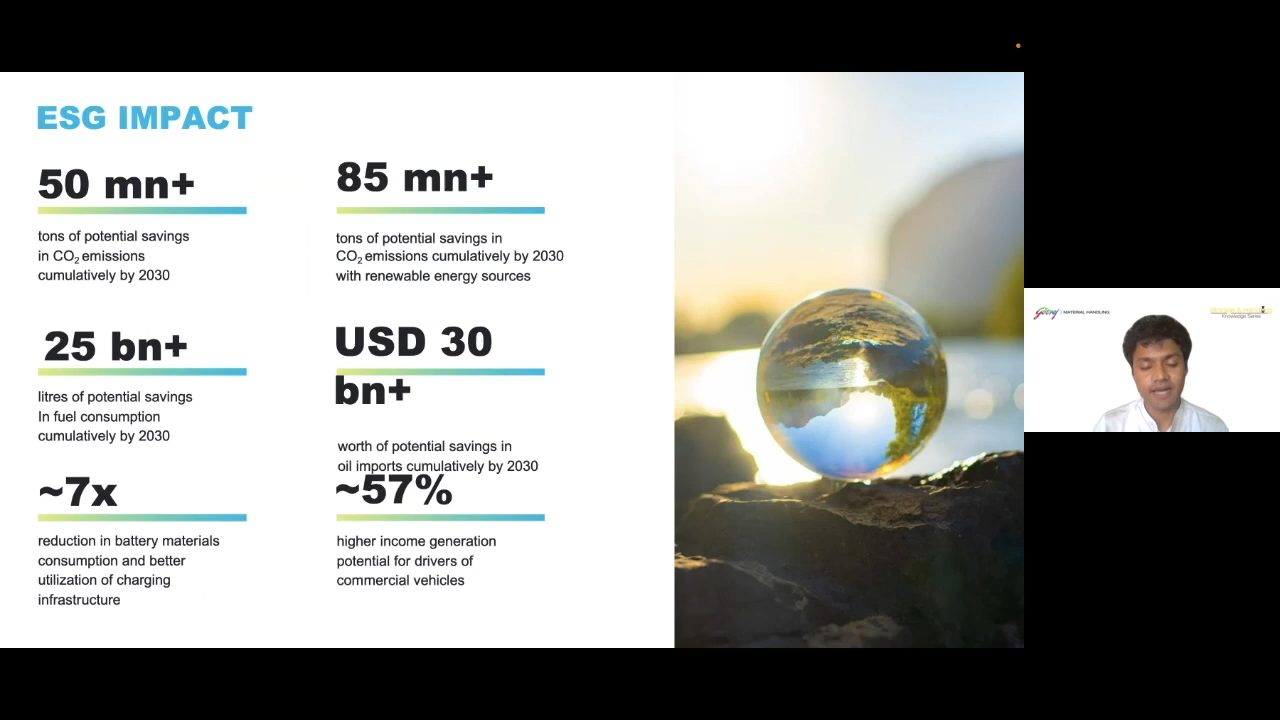 ESG IMPACT
50 mn+
tons of potential savings
in CO2 emissions
cumulatively by 2030
85 mn+
tons of potential savings in
CO2 emissions cumulatively by 2030
with renewable energy sources
25 bn+
litres of potential savings
In fuel consumption
cumulatively by 2030
USD 30
bn+
worth of potential savings in
oil imports cumulatively by 2030
~7x
reduction in battery materials
consumption and better
utilization of charging
infrastructure
~57%
higher income generation
potential for drivers of
commercial vehicles
Godrej | MATERIAL HANDLING
Knowledge Series